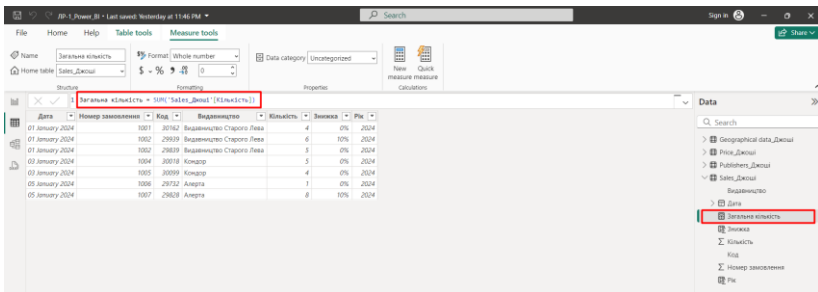 ЛР-1_Power_BI • Last saved: Yesterday at 11:46 PM
Search
Sign in
File Home Help Table tools Measure tools
Share
Name Загальна кількість
Format Whole number
Data category Uncategorized
Home table Sales_Джоші
$ % 0
New measure Quick measure
Structure Formatting Properties Calculations
1 Загальна кількість = SUM('Sales_Джоші'[Кількість])
Дата Номер замовлення Код Видавництво Кількість Знижка Рік
01 January 2024 1001 30162 Видавництво Старого Лева 4 0% 2024
01 January 2024 1002 29939 Видавництво Старого Лева 6 10% 2024
01 January 2024 1002 29839 Видавництво Старого Лева 5 0% 2024
03 January 2024 1004 30018 Кондор 5 0% 2024
03 January 2024 1005 30099 Кондор 4 0% 2024
05 January 2024 1006 29732 Алерта 1 0% 2024
05 January 2024 1007 29828 Алерта 8 10% 2024
Data
Search
Geographical data_Джоші
Price_Джоші
Publishers_Джоші
Sales_Джоші
Видавництво
Дата
Загальна кількість
Знижка
Кількість
Код
Номер замовлення
Рік